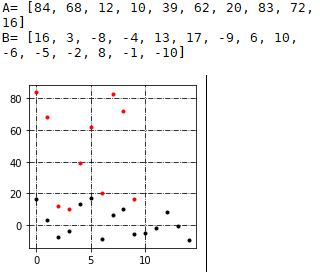 A= [84, 68, 12, 10, 39, 62, 20, 83, 72,
16]
B= [16, 3, -8, -4, 13, 17, -9, 6, 10,
-6, -5, -2, 8, -1, -10]
80
60
40
20
0
0 5 10